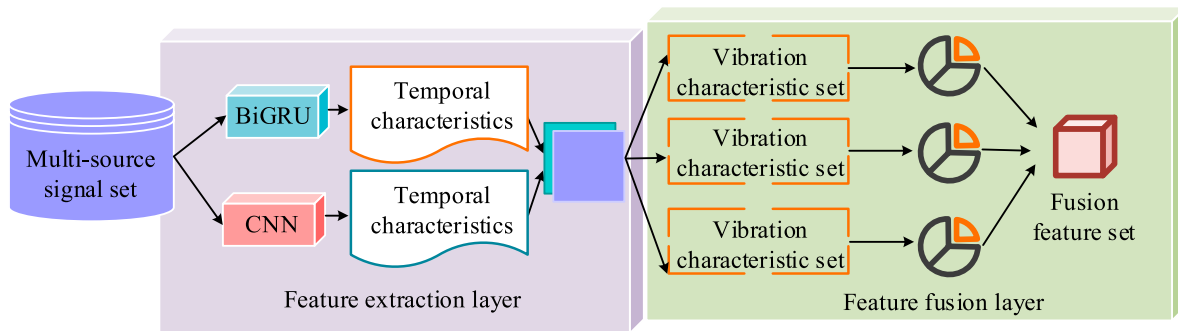 Multi-source
signal set
BiGRU
CNN
Temporal
characteristics
Temporal
characteristics
Feature extraction layer
Vibration
characteristic set
Vibration
characteristic set
Vibration
characteristic set
Fusion
feature set
Feature fusion layer